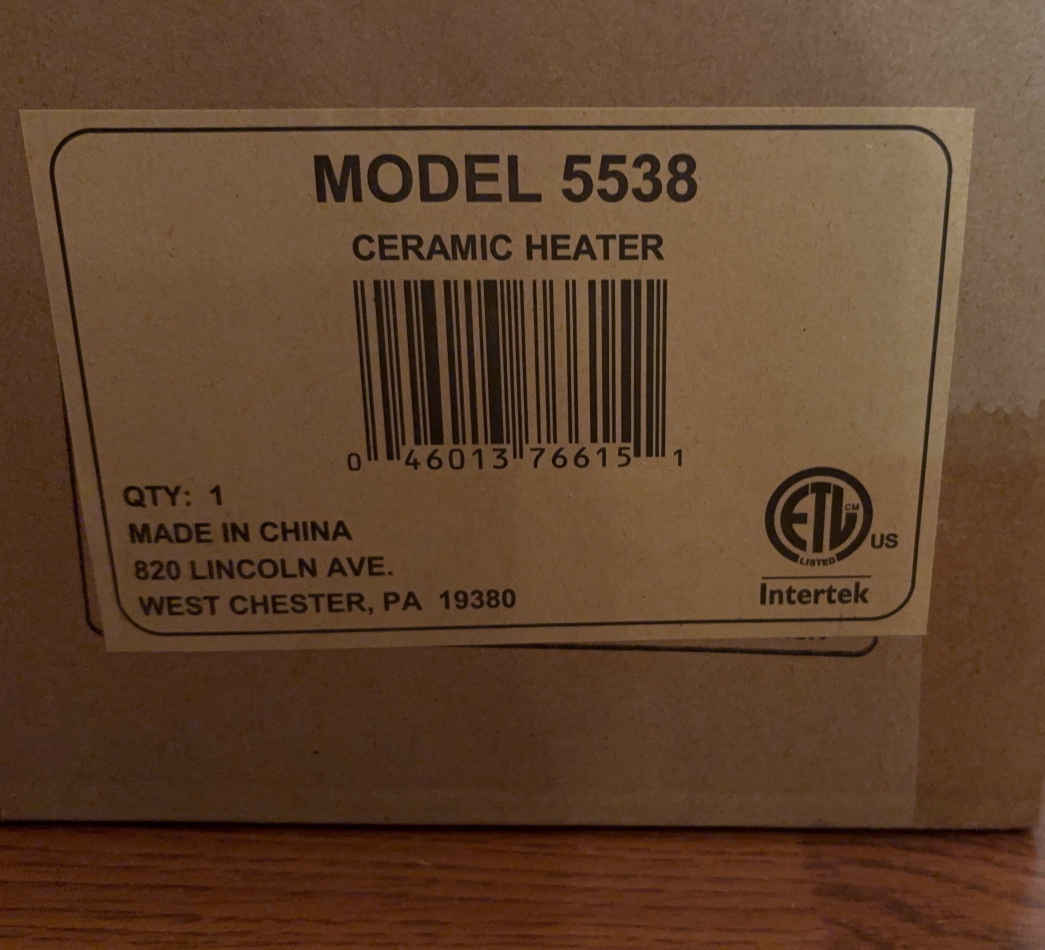 MODEL 5538
CERAMIC HEATER
0 46013 76615 1
QTY: 1
MADE IN CHINA
820 LINCOLN AVE.
WEST CHESTER, PA 19380
ETL CM
LISTED
US
Intertek